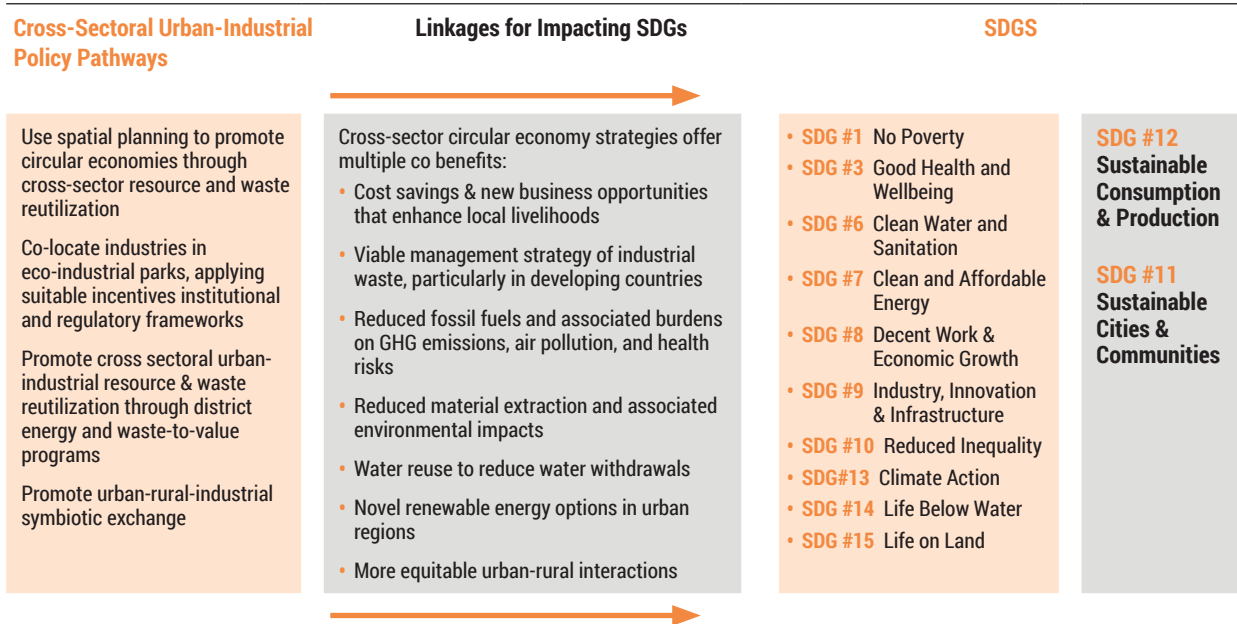 Cross-Sectoral Urban-Industrial
Policy Pathways
Linkages for Impacting SDGs
SDGS
Use spatial planning to promote
circular economies through
cross-sector resource and waste
reutilization
Co-locate industries in
eco-industrial parks, applying
suitable incentives institutional
and regulatory frameworks
Promote cross sectoral urban-
industrial resource & waste
reutilization through district
energy and waste-to-value
programs
Promote urban-rural-industrial
symbiotic exchange
Cross-sector circular economy strategies offer
multiple co benefits:
• Cost savings & new business opportunities
that enhance local livelihoods
• Viable management strategy of industrial
waste, particularly in developing countries
• Reduced fossil fuels and associated burdens
on GHG emissions, air pollution, and health
risks
• Reduced material extraction and associated
environmental impacts
• Water reuse to reduce water withdrawals
• Novel renewable energy options in urban
regions
• More equitable urban-rural interactions
• SDG #1 No Poverty
• SDG #3 Good Health and
Wellbeing
• SDG #6 Clean Water and
Sanitation
• SDG #7 Clean and Affordable
Energy
• SDG #8 Decent Work &
Economic Growth
• SDG #9 Industry, Innovation
& Infrastructure
• SDG #10 Reduced Inequality
• SDG#13 Climate Action
• SDG #14 Life Below Water
• SDG #15 Life on Land
SDG #12
Sustainable
Consumption
& Production
SDG #11
Sustainable
Cities &
Communities